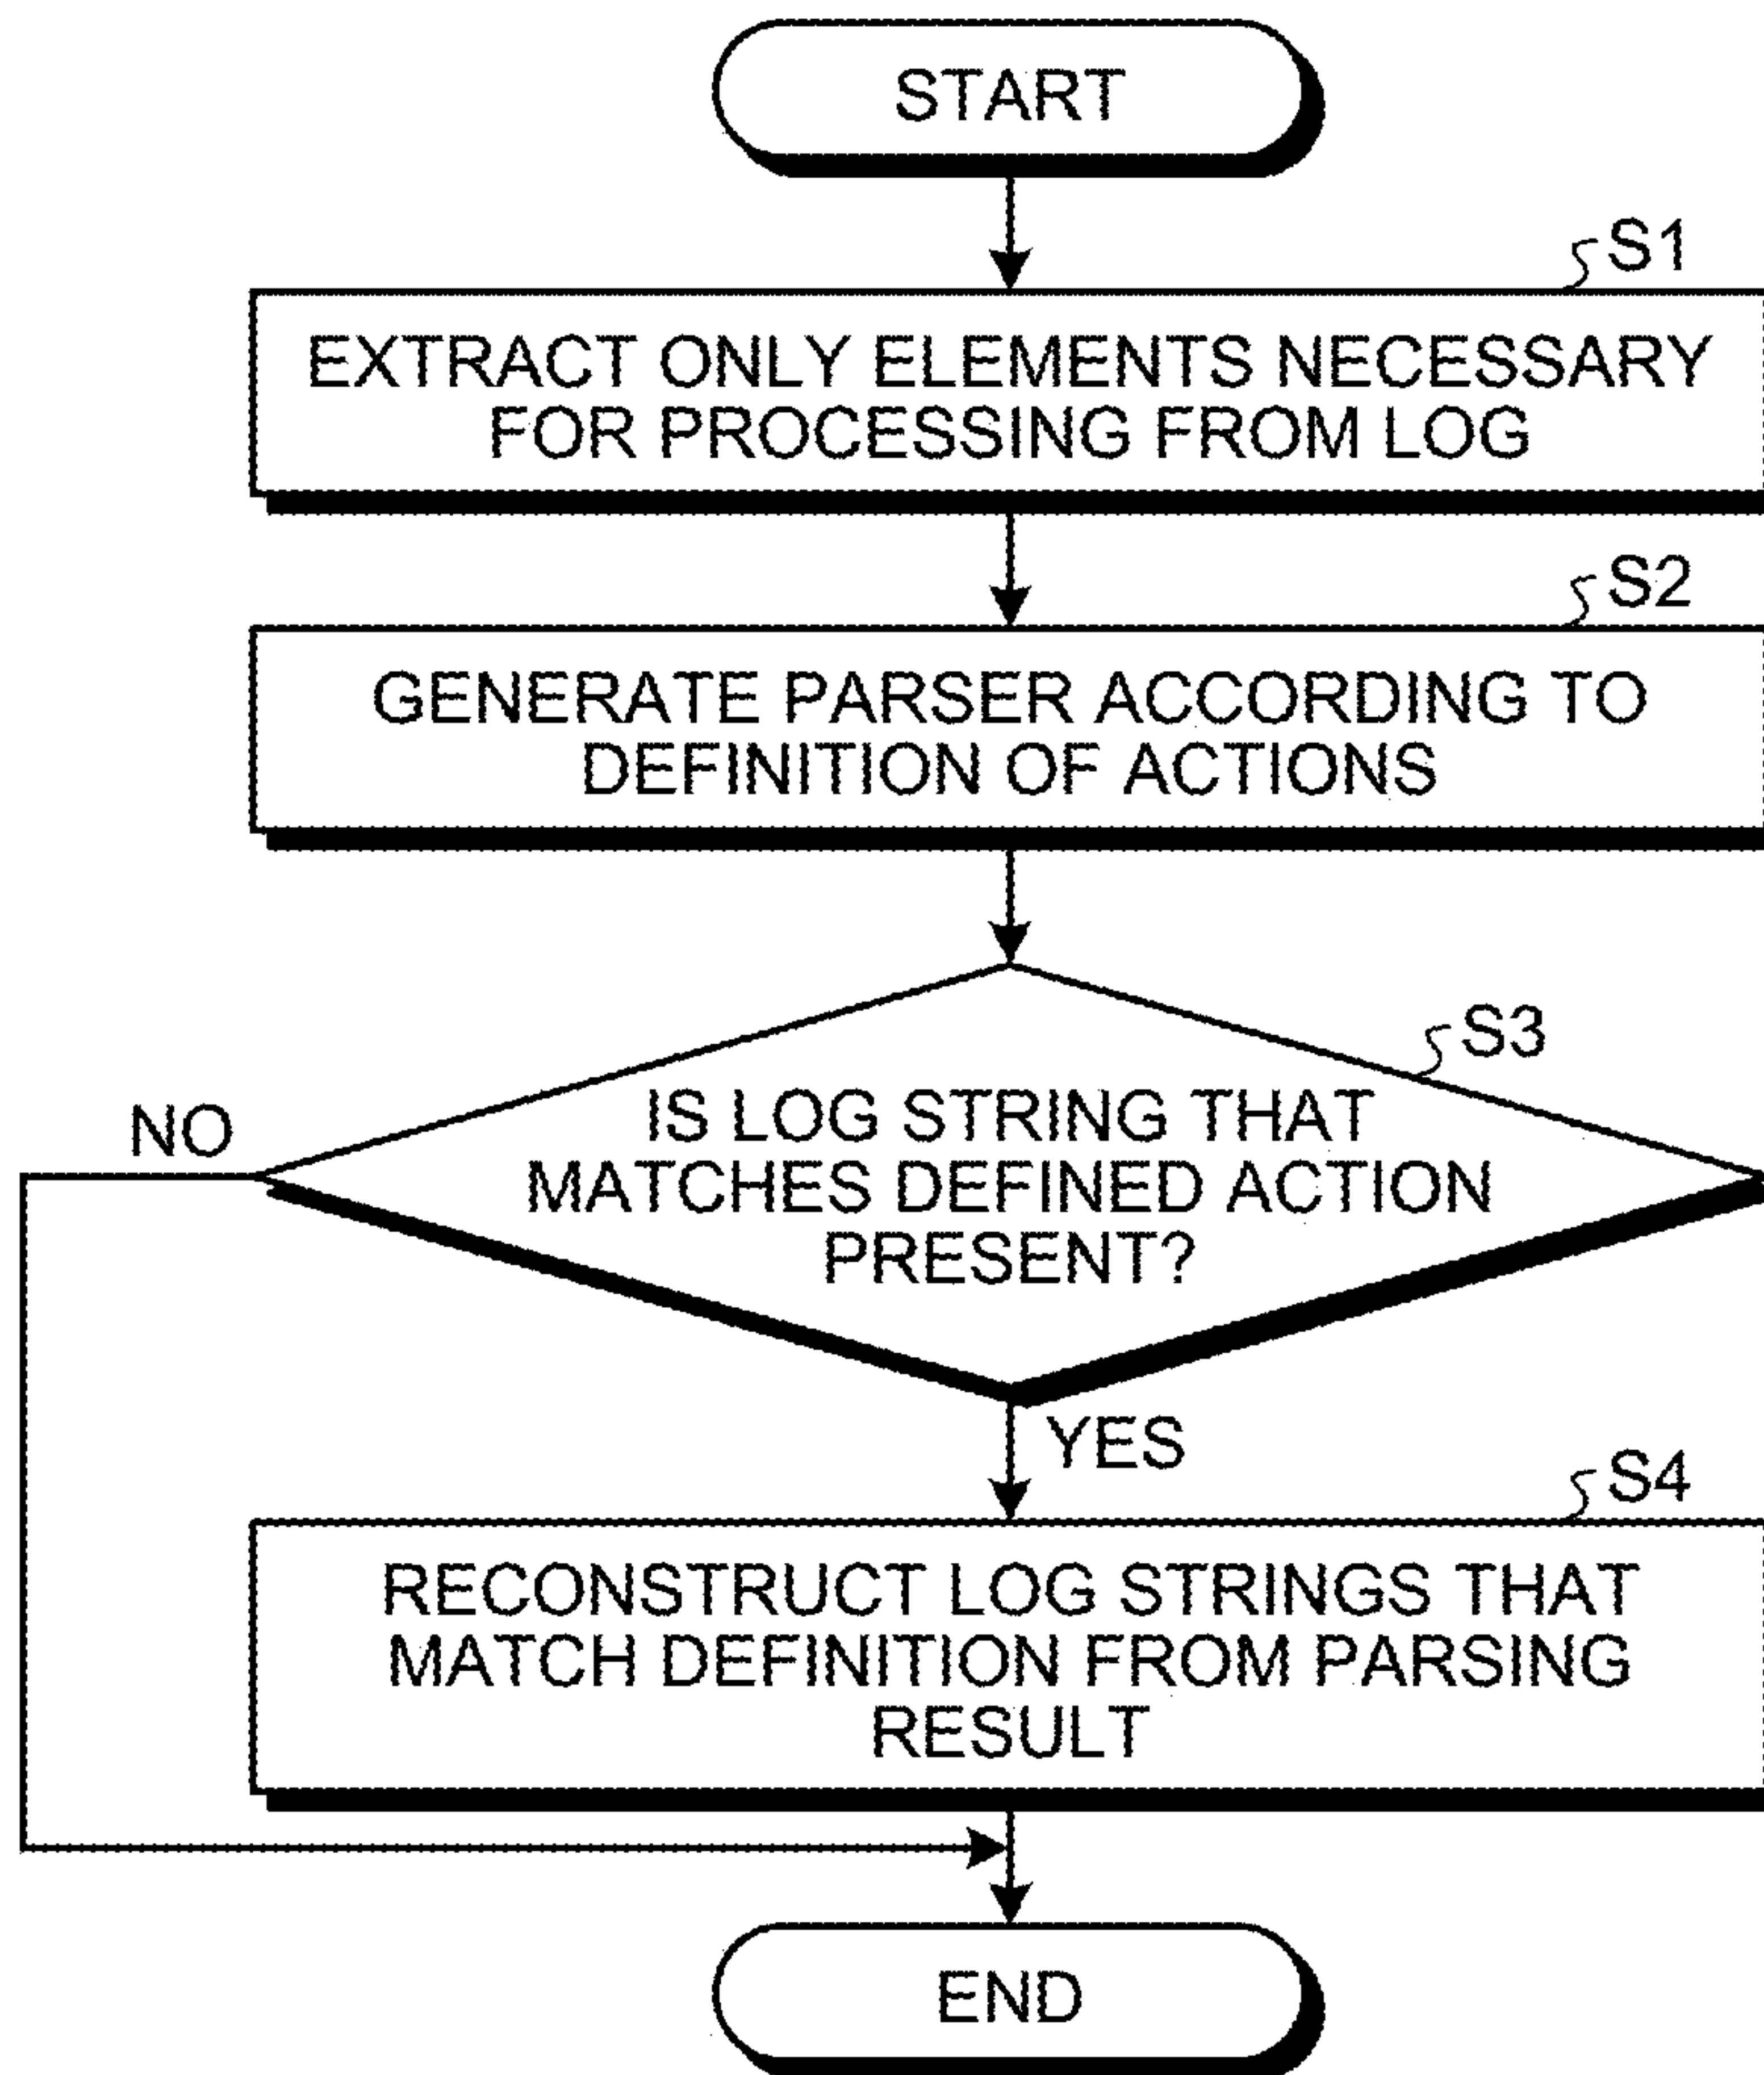 START
S1
EXTRACT ONLY ELEMENTS NECESSARY
FOR PROCESSING FROM LOG
S2
GENERATE PARSER ACCORDING TO
DEFINITION OF ACTIONS
S3
IS LOG STRING THAT
MATCHES DEFINED ACTION
PRESENT?
NO
YES
S4
RECONSTRUCT LOG STRINGS THAT
MATCH DEFINITION FROM PARSING
RESULT
END